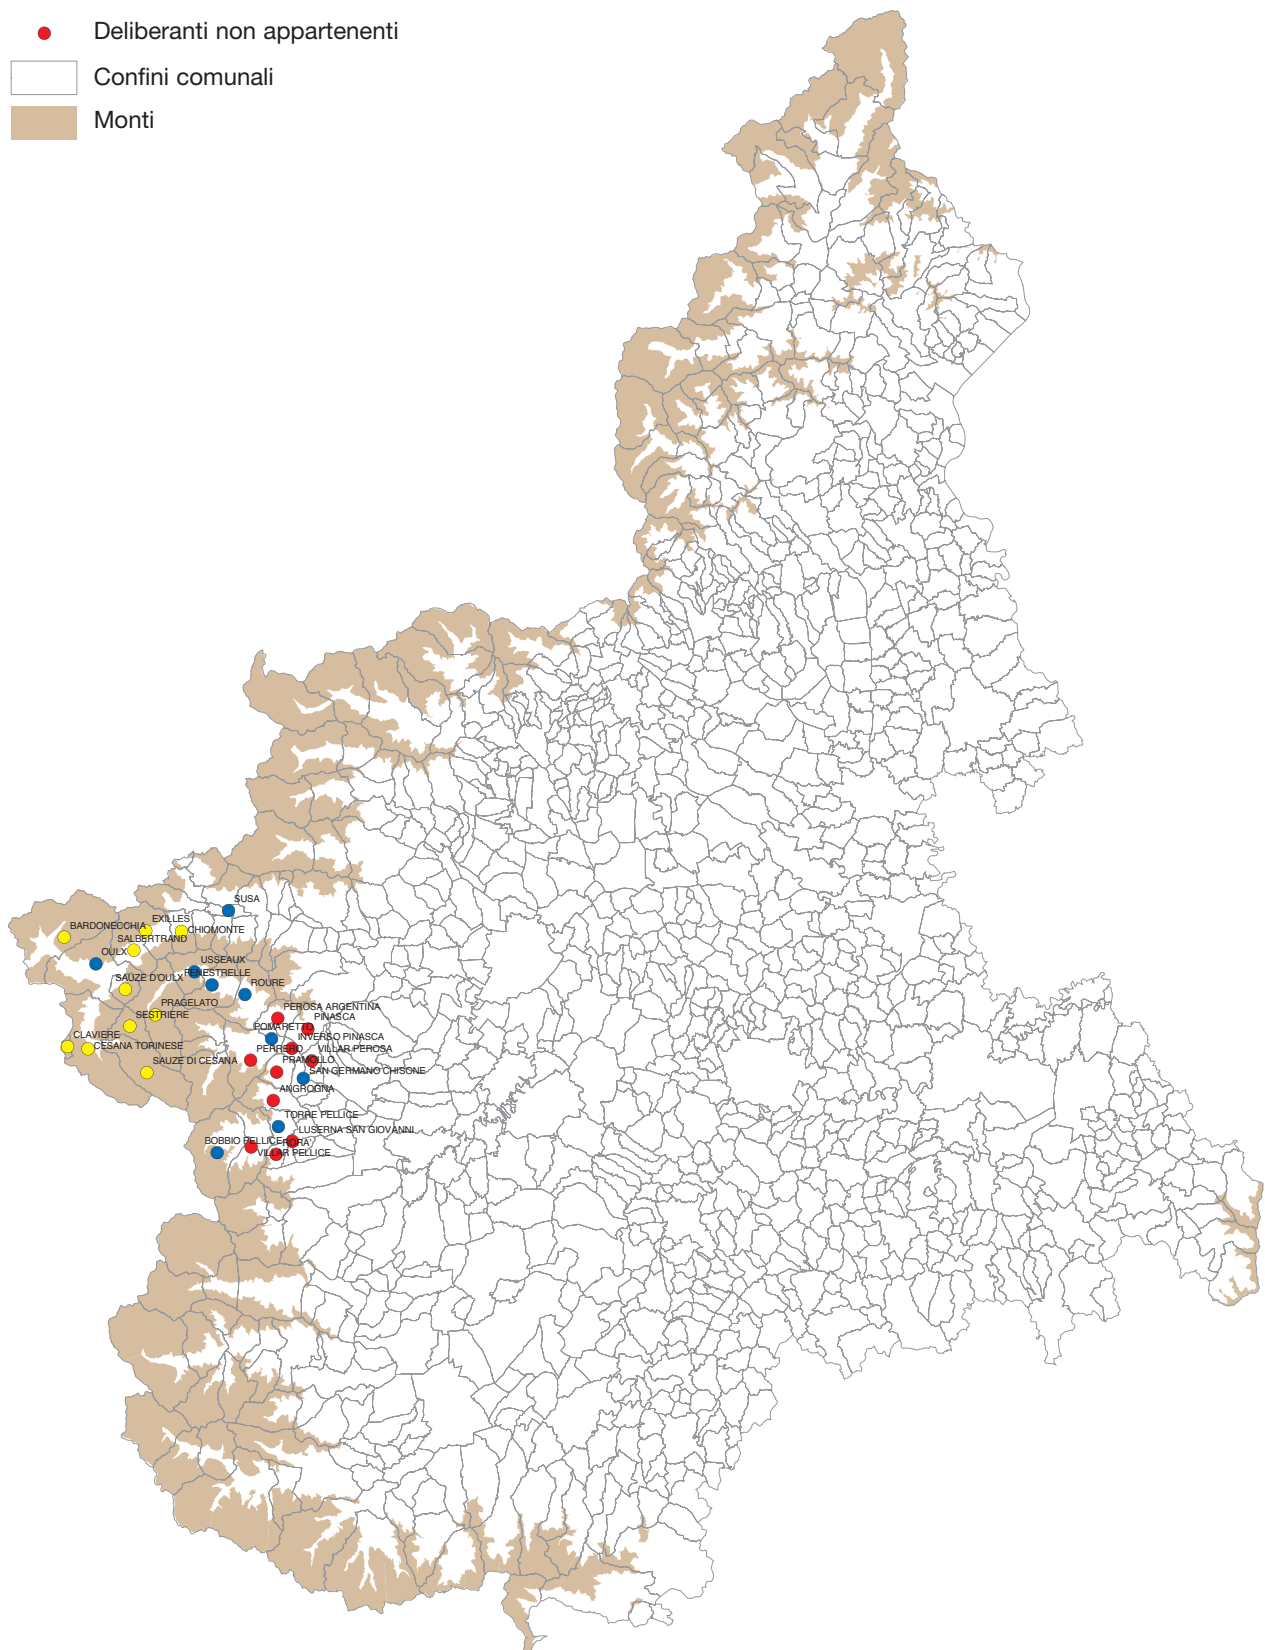 Deliberanti non appartenenti
Confini comunali
Monti
SUSA
EXILLES
BARDONECCHIA
CHIOMONTE
SALBERTRAND
OULX
USSEAUX
FENESTRELLE
SAUZE D'OULX
ROURE
PRAGELATO
PEROSA ARGENTINA
SESTRIERE
PINASCA
POMARETTO
CLAVIERE
INVERSO PINASCA
CESANA TORINESE
PERRERO
VILLAR PEROSA
SAUZE DI CESANA
PRAMOLLO
SAN GERMANO CHISONE
ANGROGNA
TORRE PELLICE
LUSERNA SAN GIOVANNI
BOBBIO PELLICE
RORA'
VILLAR PELLICE